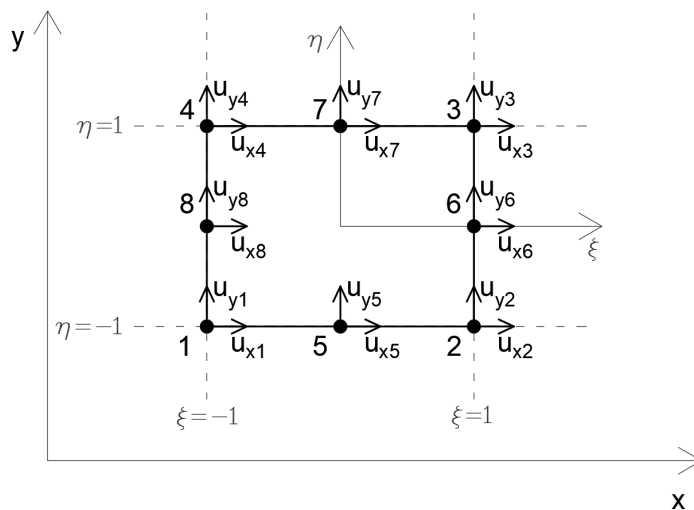 y
η
4 u_y4 7 u_y7 u_y3
η=1 3
u_x4 u_x7 u_x3
8 u_y8 6 u_y6
u_x8 u_x6
ξ
u_y1 u_y5 u_y2
η=−1
1 u_x1 5 u_x5 2 u_x2
ξ=−1 ξ=1
x